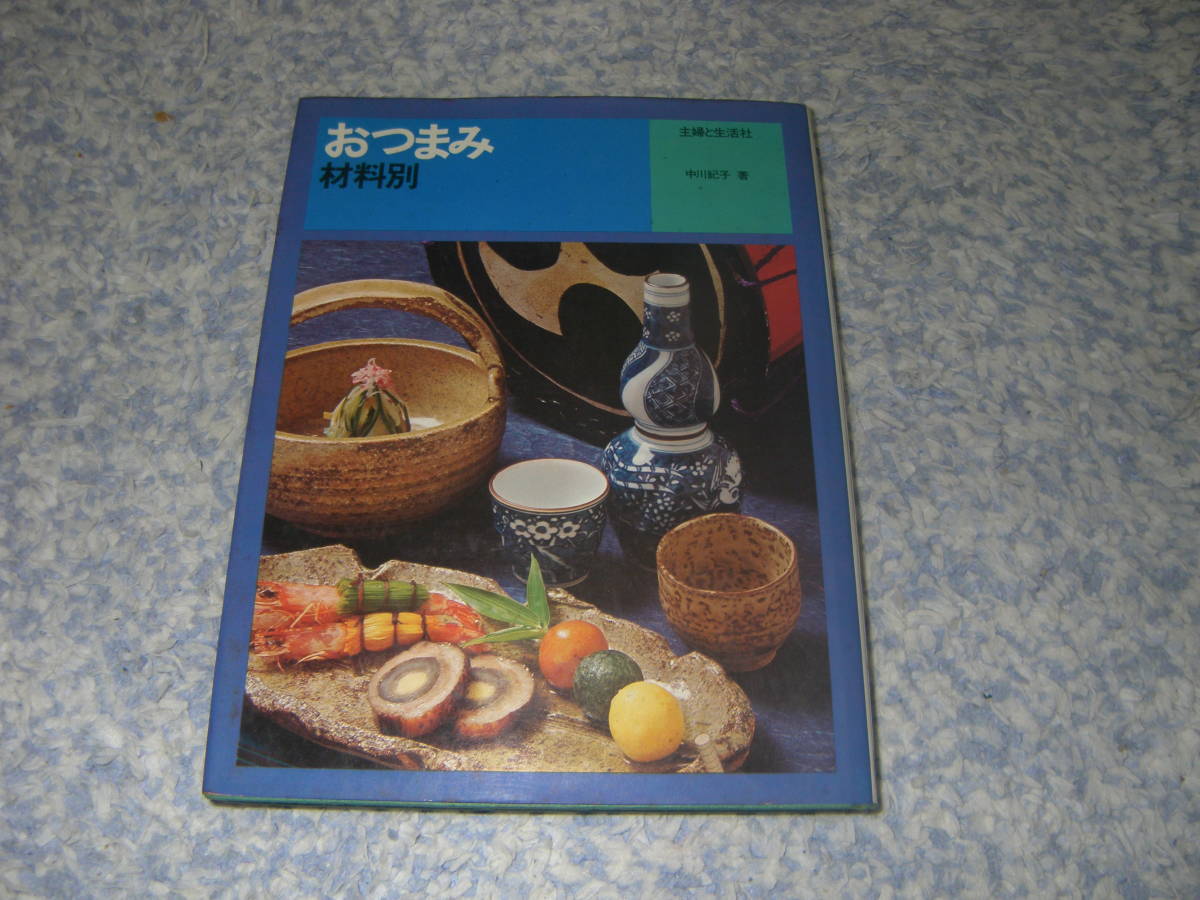 おつまみ
材料別
主婦と生活社
中川紀子 著